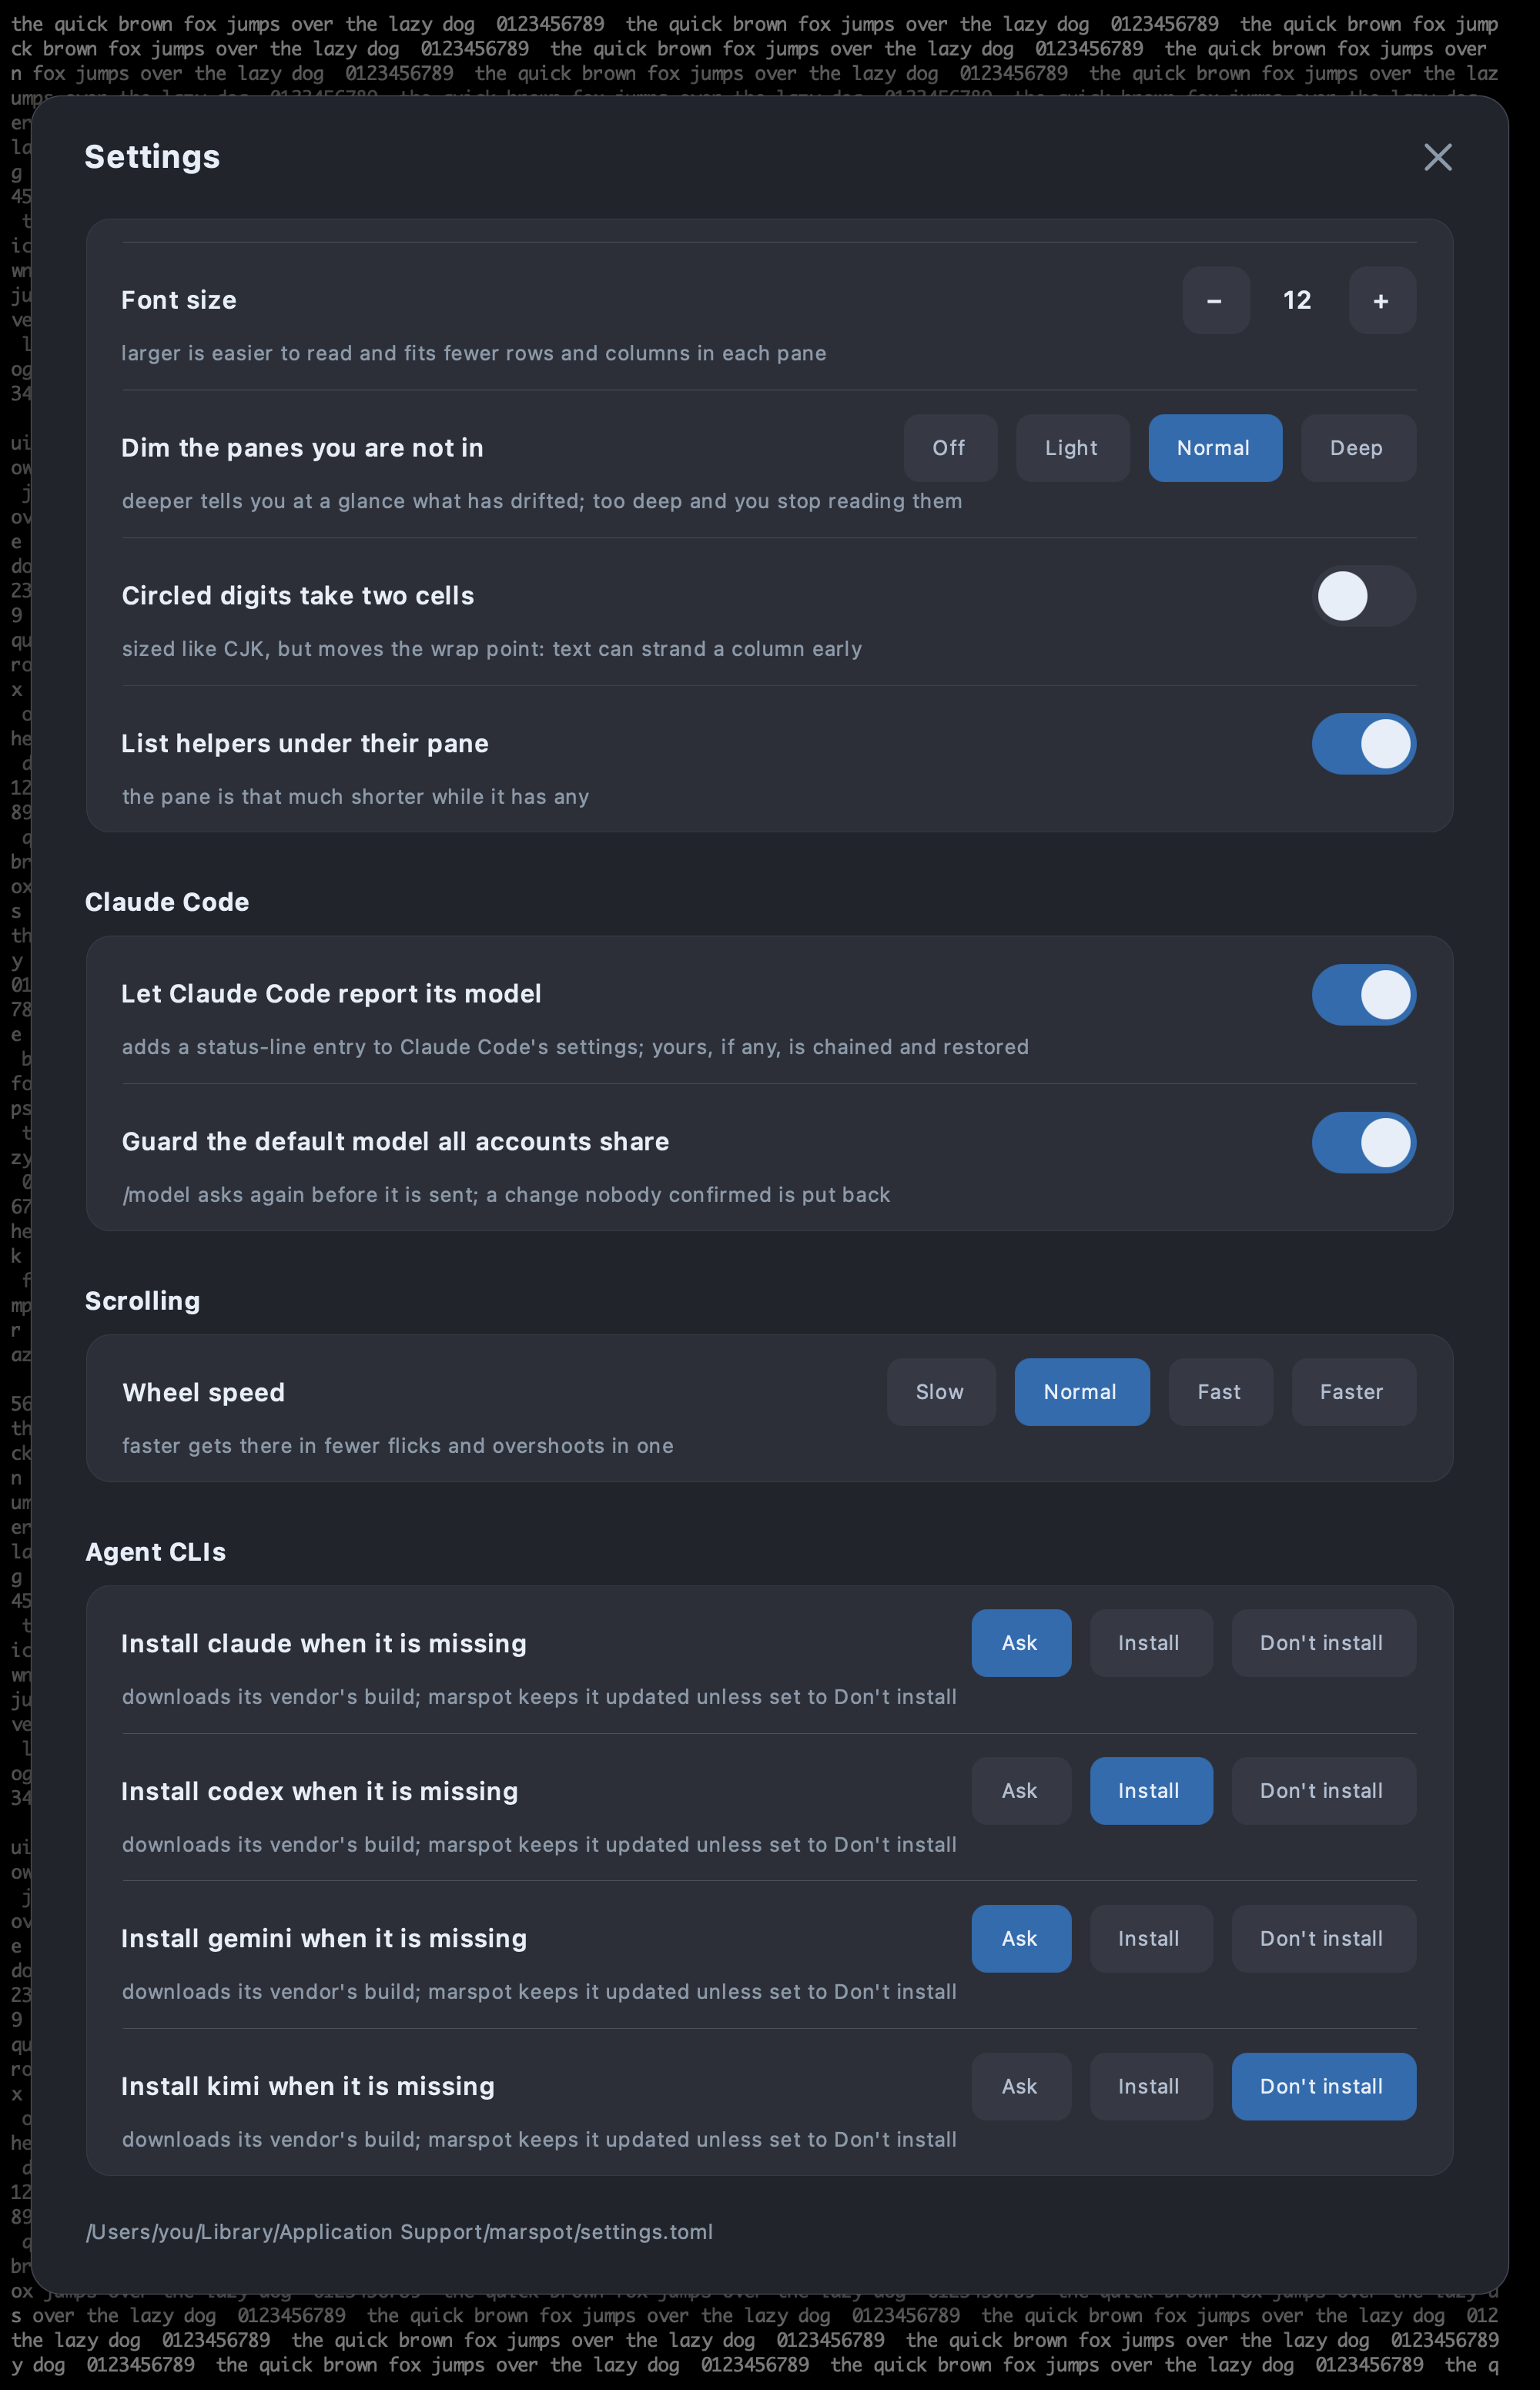 the quick brown fox jumps over the lazy dog  0123456789  the quick brown fox jumps over the lazy dog  0123456789  the quick brown fox jump
ck brown fox jumps over the lazy dog  0123456789  the quick brown fox jumps over the lazy dog  0123456789  the quick brown fox jumps over
n fox jumps over the lazy dog  0123456789  the quick brown fox jumps over the lazy dog  0123456789  the quick brown fox jumps over the laz
Settings
Font size
− 12 +
larger is easier to read and fits fewer rows and columns in each pane
Dim the panes you are not in
Off Light Normal Deep
deeper tells you at a glance what has drifted; too deep and you stop reading them
Circled digits take two cells
sized like CJK, but moves the wrap point: text can strand a column early
List helpers under their pane
the pane is that much shorter while it has any
Claude Code
Let Claude Code report its model
adds a status-line entry to Claude Code's settings; yours, if any, is chained and restored
Guard the default model all accounts share
/model asks again before it is sent; a change nobody confirmed is put back
Scrolling
Wheel speed
Slow Normal Fast Faster
faster gets there in fewer flicks and overshoots in one
Agent CLIs
Install claude when it is missing
Ask Install Don't install
downloads its vendor's build; marspot keeps it updated unless set to Don't install
Install codex when it is missing
Ask Install Don't install
downloads its vendor's build; marspot keeps it updated unless set to Don't install
Install gemini when it is missing
Ask Install Don't install
downloads its vendor's build; marspot keeps it updated unless set to Don't install
Install kimi when it is missing
Ask Install Don't install
downloads its vendor's build; marspot keeps it updated unless set to Don't install
/Users/you/Library/Application Support/marspot/settings.toml
s over the lazy dog  0123456789  the quick brown fox jumps over the lazy dog  0123456789  the quick brown fox jumps over the lazy dog  012
the lazy dog  0123456789  the quick brown fox jumps over the lazy dog  0123456789  the quick brown fox jumps over the lazy dog  0123456789
y dog  0123456789  the quick brown fox jumps over the lazy dog  0123456789  the quick brown fox jumps over the lazy dog  0123456789  the q